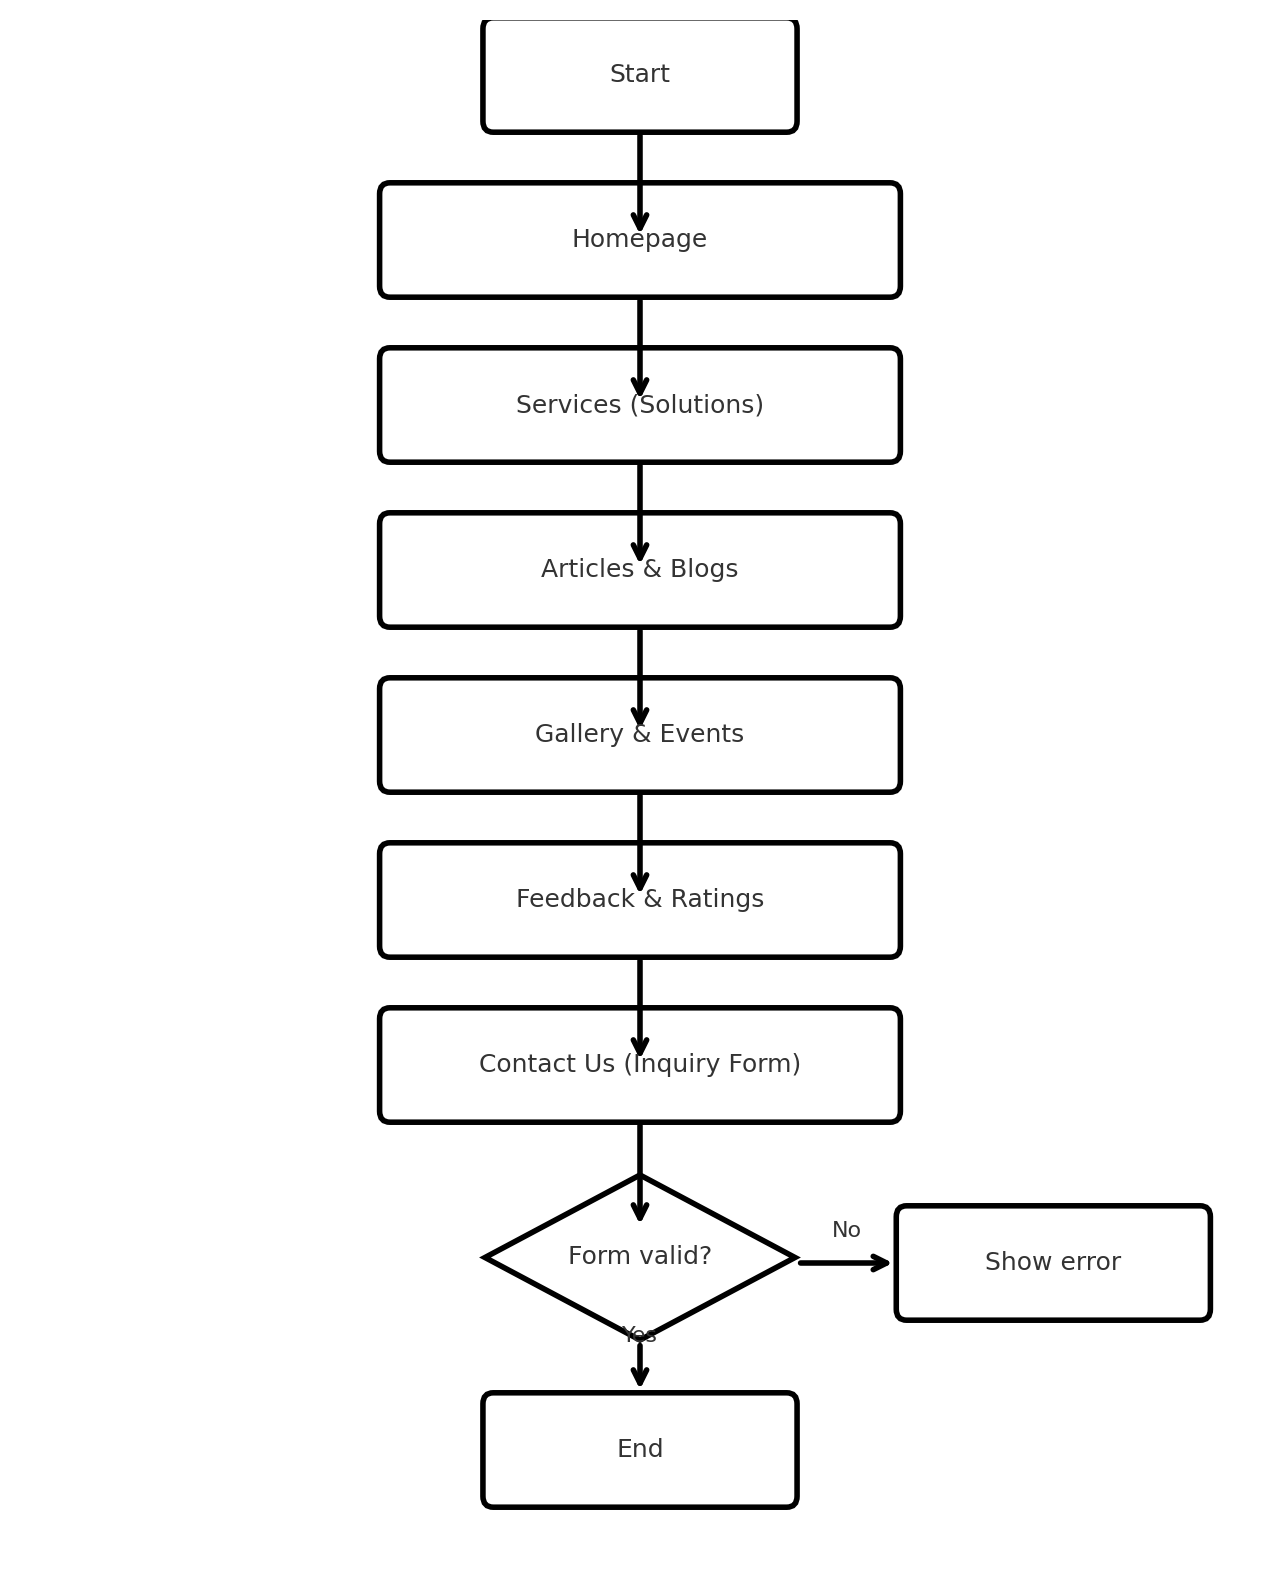 Start
Homepage
Services (Solutions)
Articles & Blogs
Gallery & Events
Feedback & Ratings
Contact Us (Inquiry Form)
Form valid?
No
Show error
Yes
End